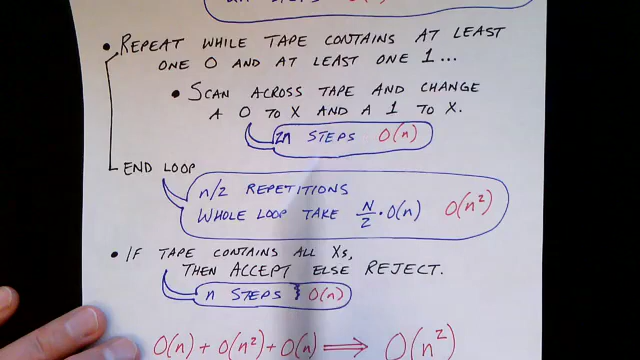 • REPEAT WHILE TAPE CONTAINS AT LEAST
ONE 0 AND AT LEAST ONE 1 ...
• SCAN ACROSS TAPE AND CHANGE
A 0 TO X AND A 1 TO X.
2n STEPS O(n)
END LOOP
n/2 REPETITIONS
WHOLE LOOP TAKE N/2 · O(n) O(n²)
• IF TAPE CONTAINS ALL Xs,
THEN ACCEPT ELSE REJECT.
n STEPS O(n)
O(n) + O(n²) + O(n) ⟹ O(n²)